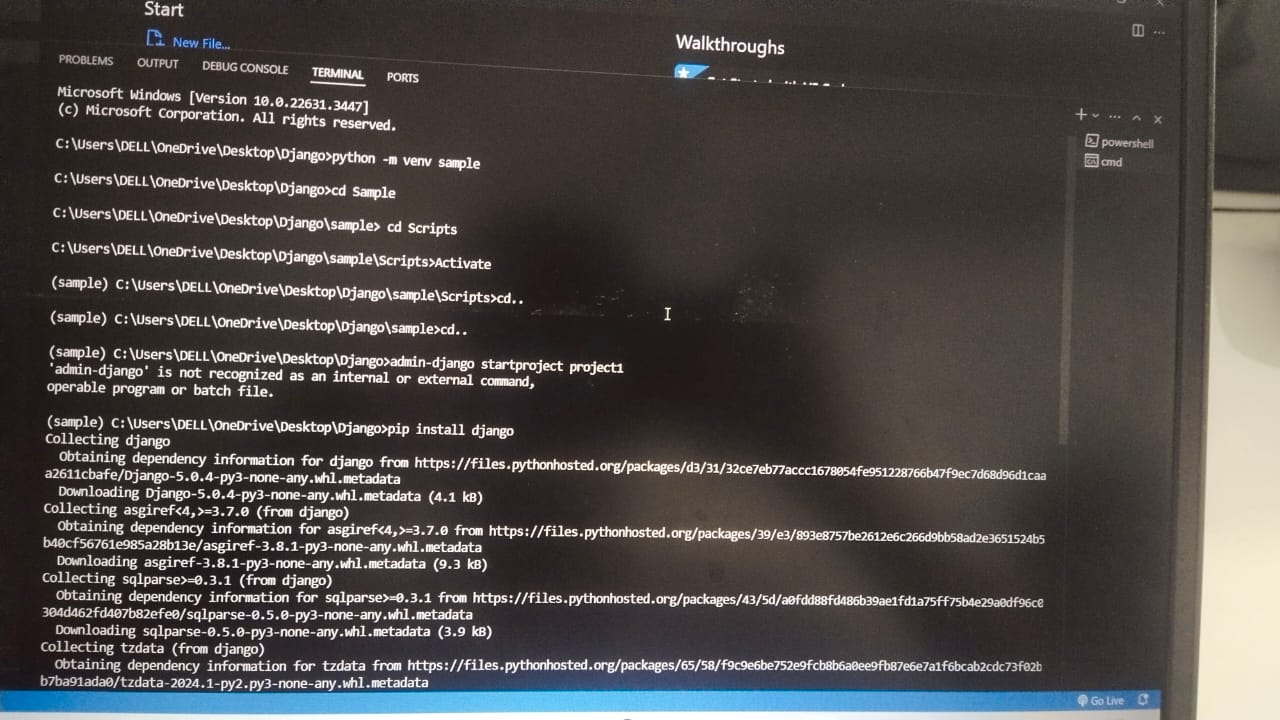 Start
New File...
Walkthroughs
PROBLEMS OUTPUT DEBUG CONSOLE TERMINAL PORTS
Microsoft Windows [Version 10.0.22631.3447]
(c) Microsoft Corporation. All rights reserved.
powershell
cmd
C:\Users\DELL\OneDrive\Desktop\Django>python -m venv sample
C:\Users\DELL\OneDrive\Desktop\Django>cd Sample
C:\Users\DELL\OneDrive\Desktop\Django\sample> cd Scripts
C:\Users\DELL\OneDrive\Desktop\Django\sample\Scripts>Activate
(sample) C:\Users\DELL\OneDrive\Desktop\Django\sample\Scripts>cd..
(sample) C:\Users\DELL\OneDrive\Desktop\Django\sample>cd..
(sample) C:\Users\DELL\OneDrive\Desktop\Django>admin-django startproject project1
'admin-django' is not recognized as an internal or external command,
operable program or batch file.
(sample) C:\Users\DELL\OneDrive\Desktop\Django>pip install django
Collecting django
Obtaining dependency information for django from https://files.pythonhosted.org/packages/d3/31/32ce7eb77accc1678054fe951228766b47f9ec7d68d96d1caa
a2611cbafe/Django-5.0.4-py3-none-any.whl.metadata
Downloading Django-5.0.4-py3-none-any.whl.metadata (4.1 kB)
Collecting asgiref<4,>=3.7.0 (from django)
Obtaining dependency information for asgiref<4,>=3.7.0 from https://files.pythonhosted.org/packages/39/e3/893e8757be2612e6c266d9bb58ad2e3651524b5
b40cf56761e985a28b13e/asgiref-3.8.1-py3-none-any.whl.metadata
Downloading asgiref-3.8.1-py3-none-any.whl.metadata (9.3 kB)
Collecting sqlparse>=0.3.1 (from django)
Obtaining dependency information for sqlparse>=0.3.1 from https://files.pythonhosted.org/packages/43/5d/a0fdd88fd486b39ae1fd1a75ff75b4e29a0df96c0
304d462fd407b82efe0/sqlparse-0.5.0-py3-none-any.whl.metadata
Downloading sqlparse-0.5.0-py3-none-any.whl.metadata (3.9 kB)
Collecting tzdata (from django)
Obtaining dependency information for tzdata from https://files.pythonhosted.org/packages/65/58/f9c9e6be752e9fcb8b6a0ee9fb87e6e7a1f6bcab2cdc73f02b
b7ba91ada0/tzdata-2024.1-py2.py3-none-any.whl.metadata
Go Live